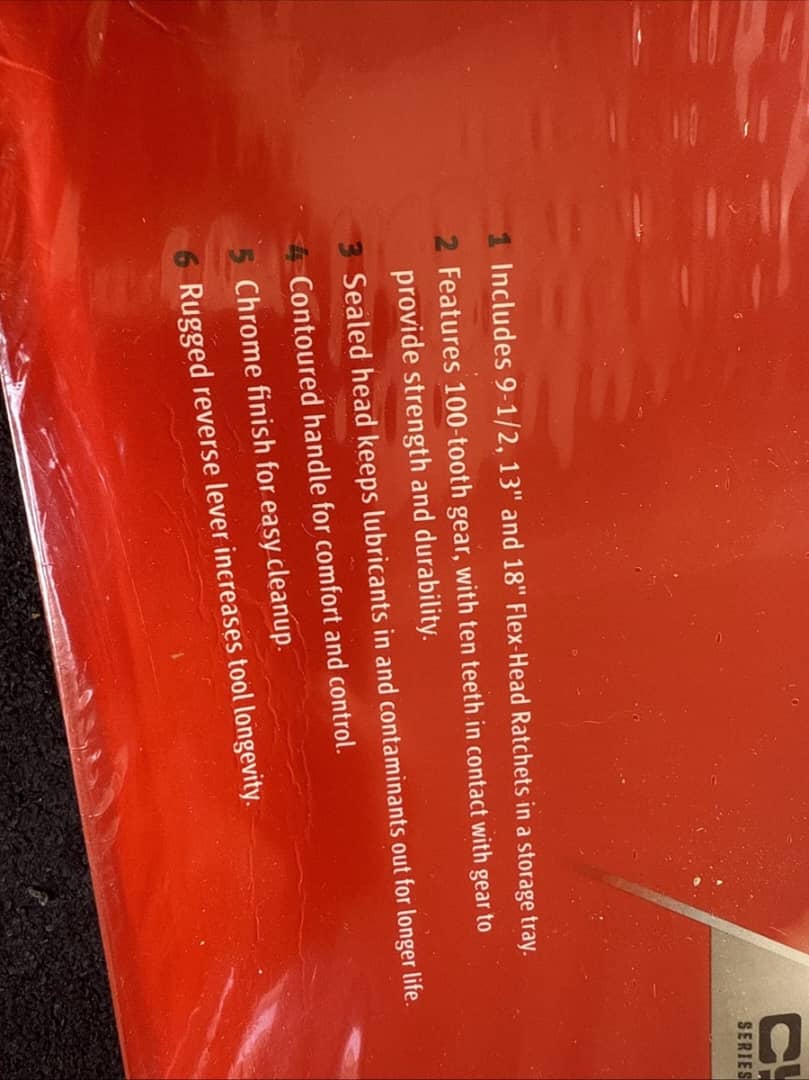 1 Includes 9-1/2, 13" and 18" Flex-Head Ratchets in a storage tray.
2 Features 100-tooth gear, with ten teeth in contact with gear to
provide strength and durability.
3 Sealed head keeps lubricants in and contaminants out for longer life.
4 Contoured handle for comfort and control.
5 Chrome finish for easy cleanup.
6 Rugged reverse lever increases tool longevity.
SERIES